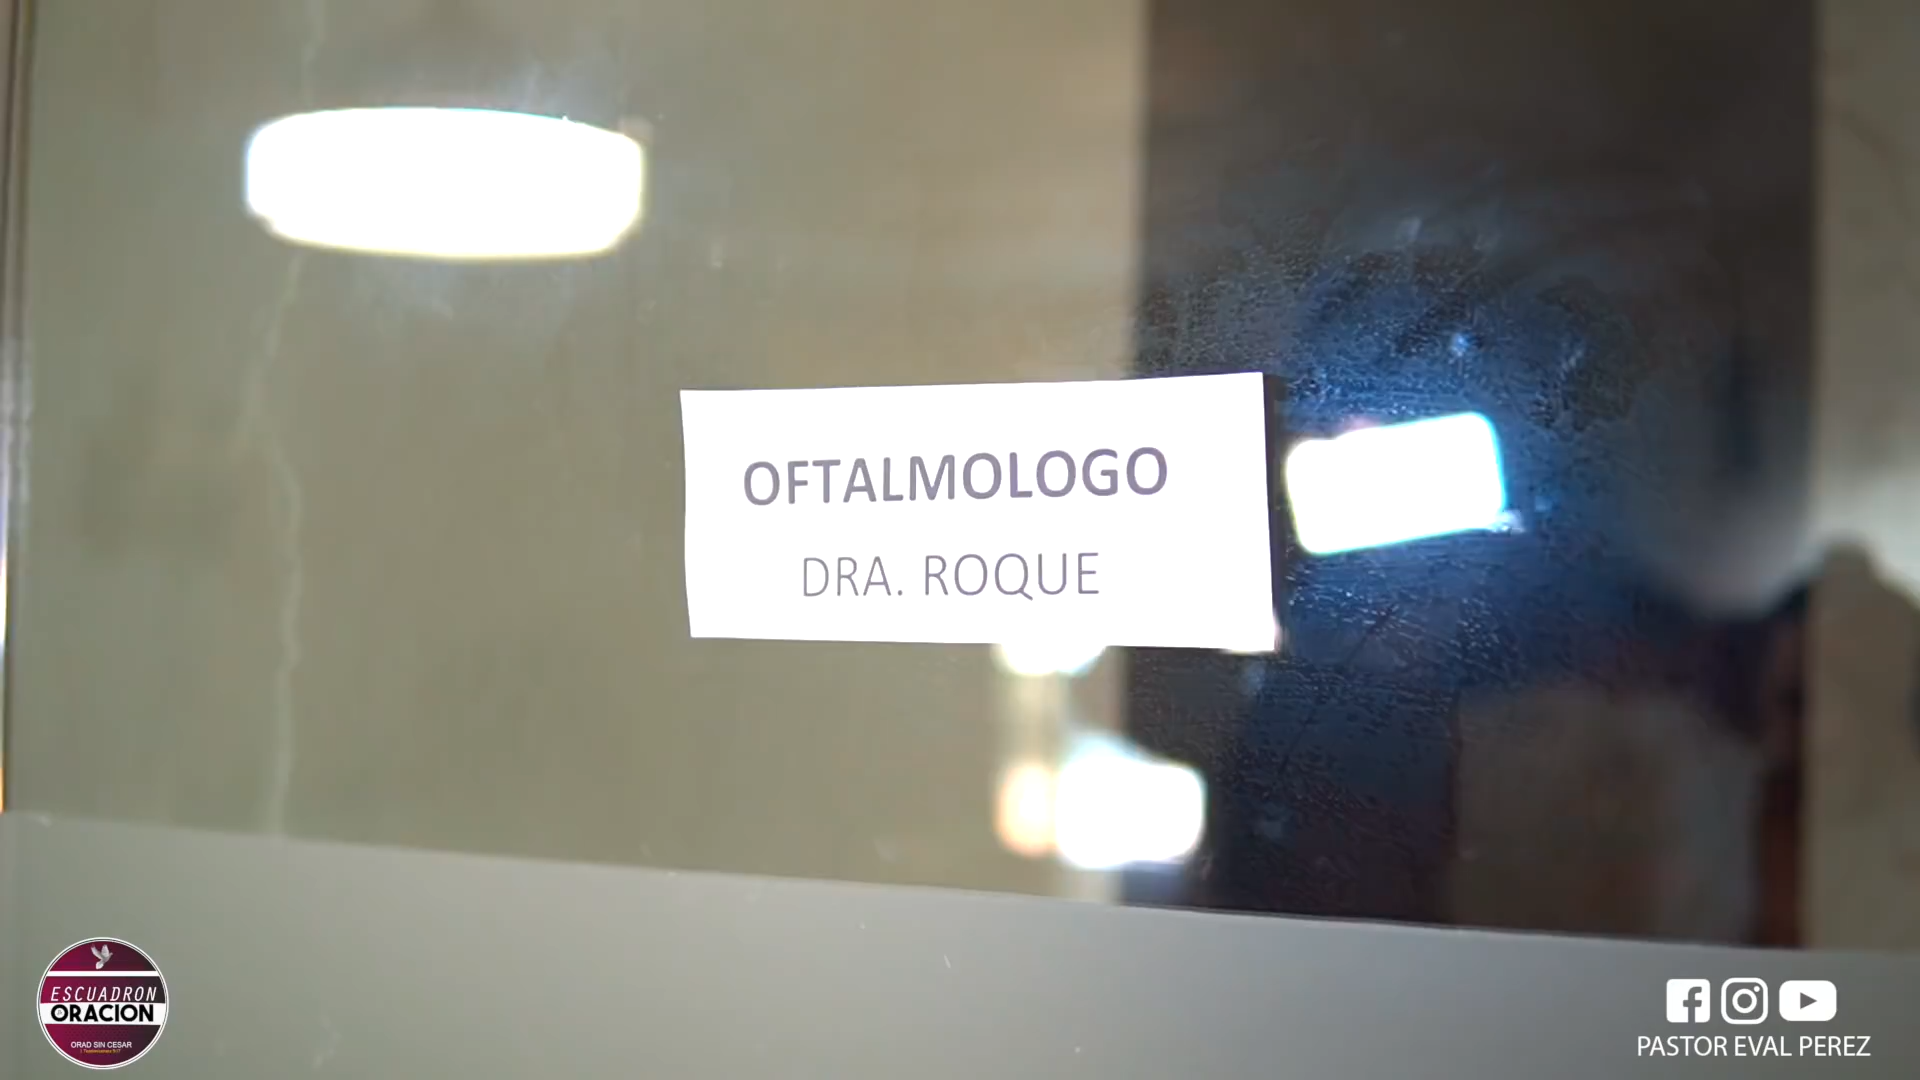 OFTALMOLOGO
DRA. ROQUE
ESCUADRON
ORACION
ORAD SIN CESAR
PASTOR EVAL PEREZ